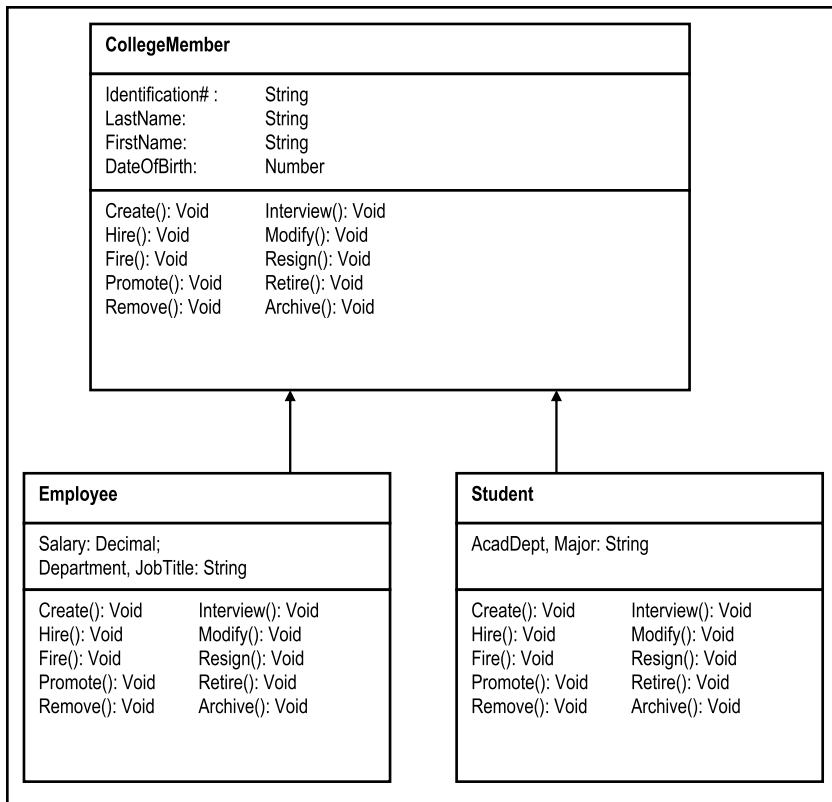 CollegeMember
Identification# : String
LastName: String
FirstName: String
DateOfBirth: Number
Create(): Void Interview(): Void
Hire(): Void Modify(): Void
Fire(): Void Resign(): Void
Promote(): Void Retire(): Void
Remove(): Void Archive(): Void
Employee
Salary: Decimal;
Department, JobTitle: String
Create(): Void Interview(): Void
Hire(): Void Modify(): Void
Fire(): Void Resign(): Void
Promote(): Void Retire(): Void
Remove(): Void Archive(): Void
Student
AcadDept, Major: String
Create(): Void Interview(): Void
Hire(): Void Modify(): Void
Fire(): Void Resign(): Void
Promote(): Void Retire(): Void
Remove(): Void Archive(): Void